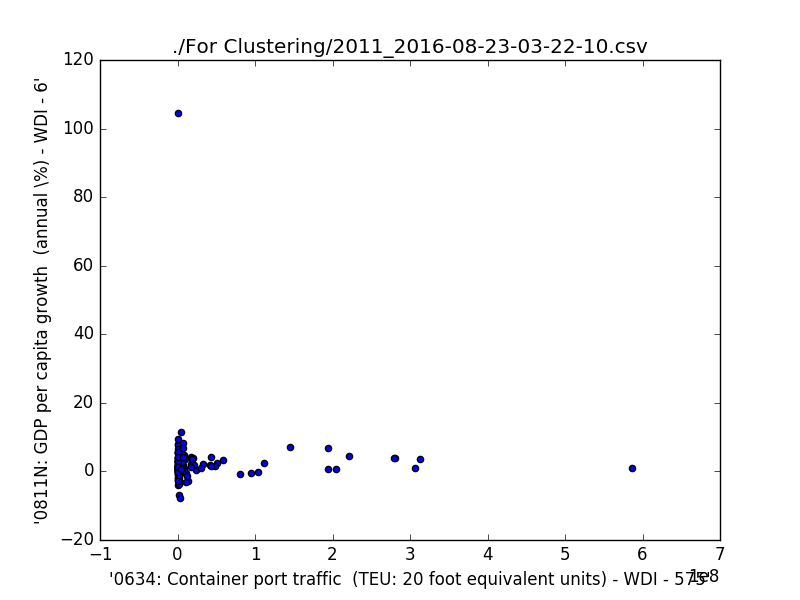 ./For Clustering/2011_2016-08-23-03-22-10.csv
120
100
80
60
40
20
0
−20
'0811N: GDP per capita growth  (annual \%) - WDI - 6'
−1 0 1 2 3 4 5 6 7
1e8
'0634: Container port traffic  (TEU: 20 foot equivalent units) - WDI - 575'